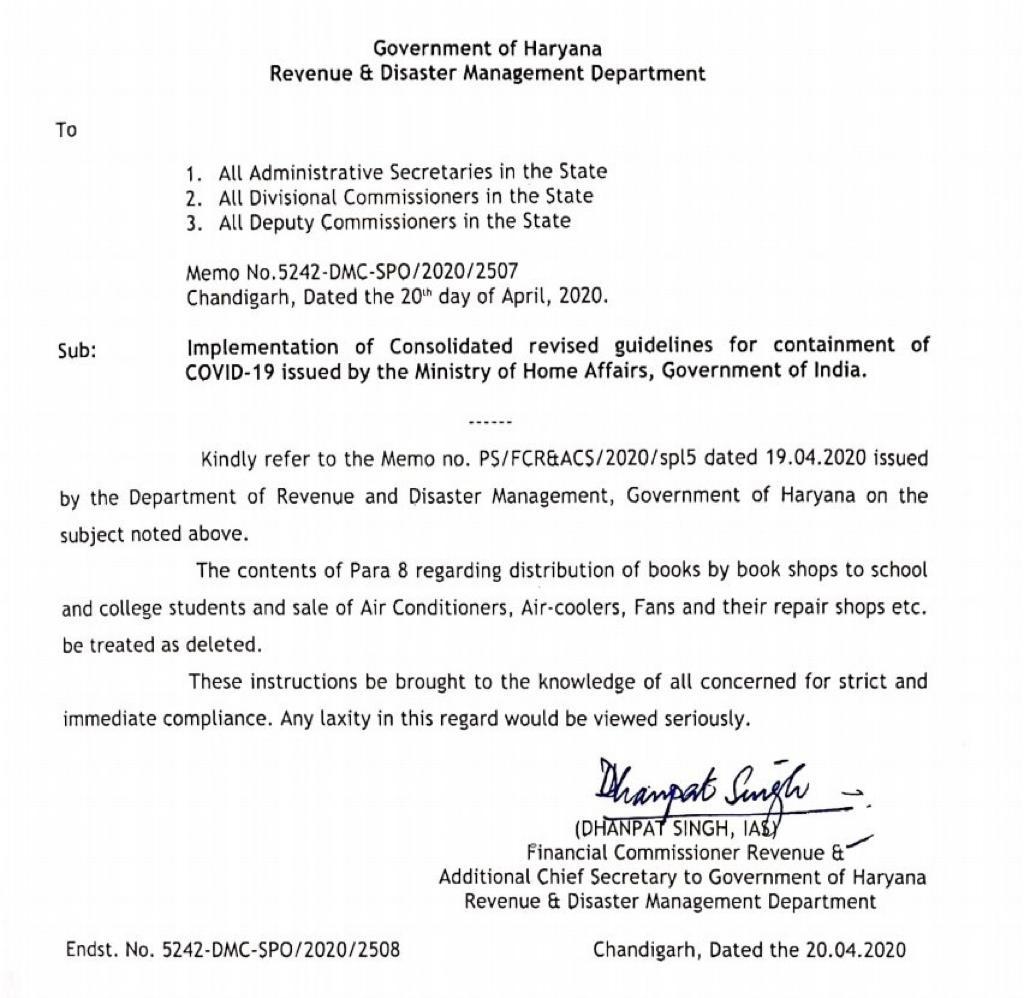 Government of Haryana
Revenue & Disaster Management Department
To
1. All Administrative Secretaries in the State
2. All Divisional Commissioners in the State
3. All Deputy Commissioners in the State
Memo No.5242-DMC-SPO/2020/2507
Chandigarh, Dated the 20th day of April, 2020.
Sub: Implementation of Consolidated revised guidelines for containment of
COVID-19 issued by the Ministry of Home Affairs, Government of India.
------
Kindly refer to the Memo no. PS/FCR&ACS/2020/spl5 dated 19.04.2020 issued
by the Department of Revenue and Disaster Management, Government of Haryana on the
subject noted above.
The contents of Para 8 regarding distribution of books by book shops to school
and college students and sale of Air Conditioners, Air-coolers, Fans and their repair shops etc.
be treated as deleted.
These instructions be brought to the knowledge of all concerned for strict and
immediate compliance. Any laxity in this regard would be viewed seriously.
Dhanpat Singh
(DHANPAT SINGH, IAS)
Financial Commissioner Revenue &
Additional Chief Secretary to Government of Haryana
Revenue & Disaster Management Department
Endst. No. 5242-DMC-SPO/2020/2508 Chandigarh, Dated the 20.04.2020